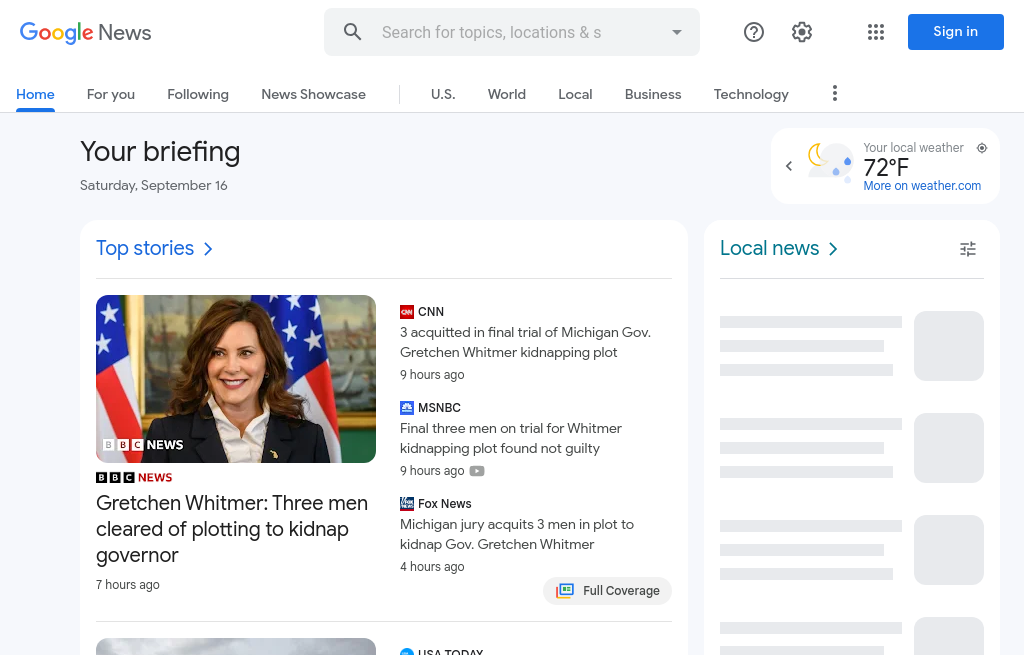 Google News
Search for topics, locations & s
Sign in
Home
For you
Following
News Showcase
U.S.
World
Local
Business
Technology
Your briefing
Saturday, September 16
Your local weather
72°F
More on weather.com
Top stories
BBC NEWS
BBC NEWS
Gretchen Whitmer: Three men
cleared of plotting to kidnap
governor
7 hours ago
CNN
CNN
3 acquitted in final trial of Michigan Gov.
Gretchen Whitmer kidnapping plot
9 hours ago
MSNBC
Final three men on trial for Whitmer
kidnapping plot found not guilty
9 hours ago
Fox News
Michigan jury acquits 3 men in plot to
kidnap Gov. Gretchen Whitmer
4 hours ago
Full Coverage
USA TODAY
Local news